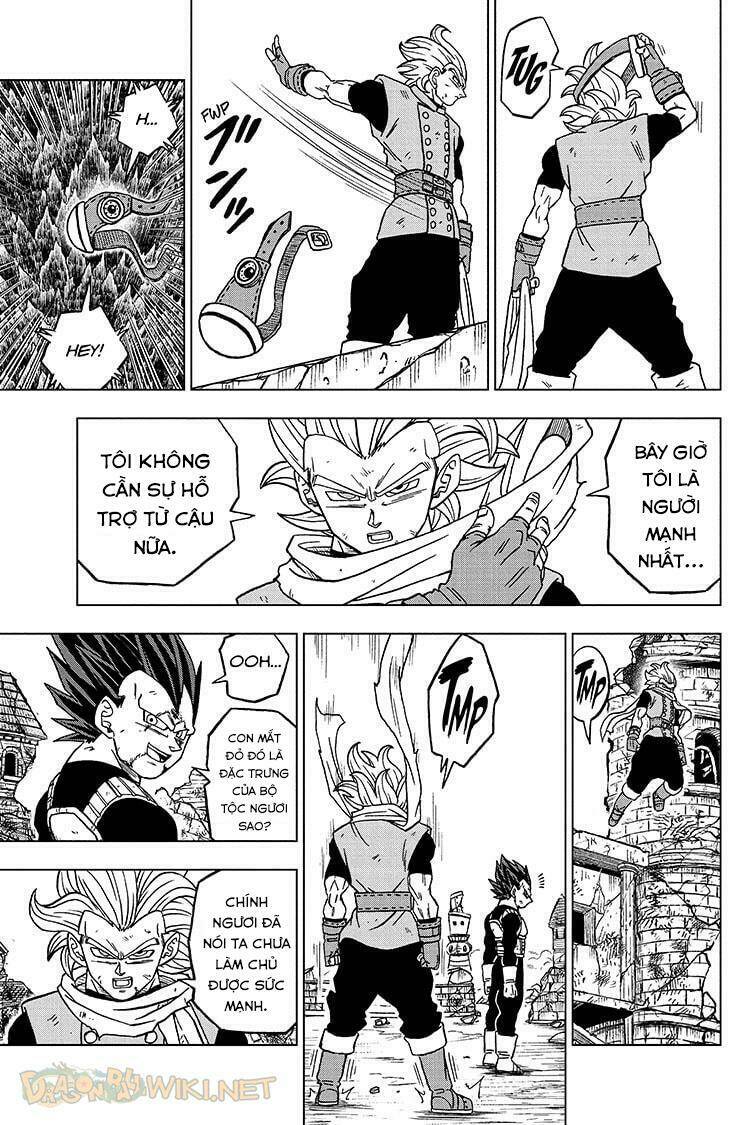 TUG
FWP
ブン
H...
HEY!
BÂY GIỜ
TÔI LÀ
NGƯỜI
MẠNH
NHẤT...
TÔI KHÔNG
CẦN SỰ HỖ
TRỢ TỪ CẬU
NỮA.
TMP
TMP
OOH...
CON MẮT
ĐỎ ĐÓ LÀ
ĐẶC TRƯNG
CỦA BỘ
TỘC NGƯƠI
SAO?
CHÍNH
NGƯƠI ĐÃ
NÓI TA CHƯA
LÀM CHỦ
ĐƯỢC SỨC
MẠNH.
DRAGONBALLWIKI.NET